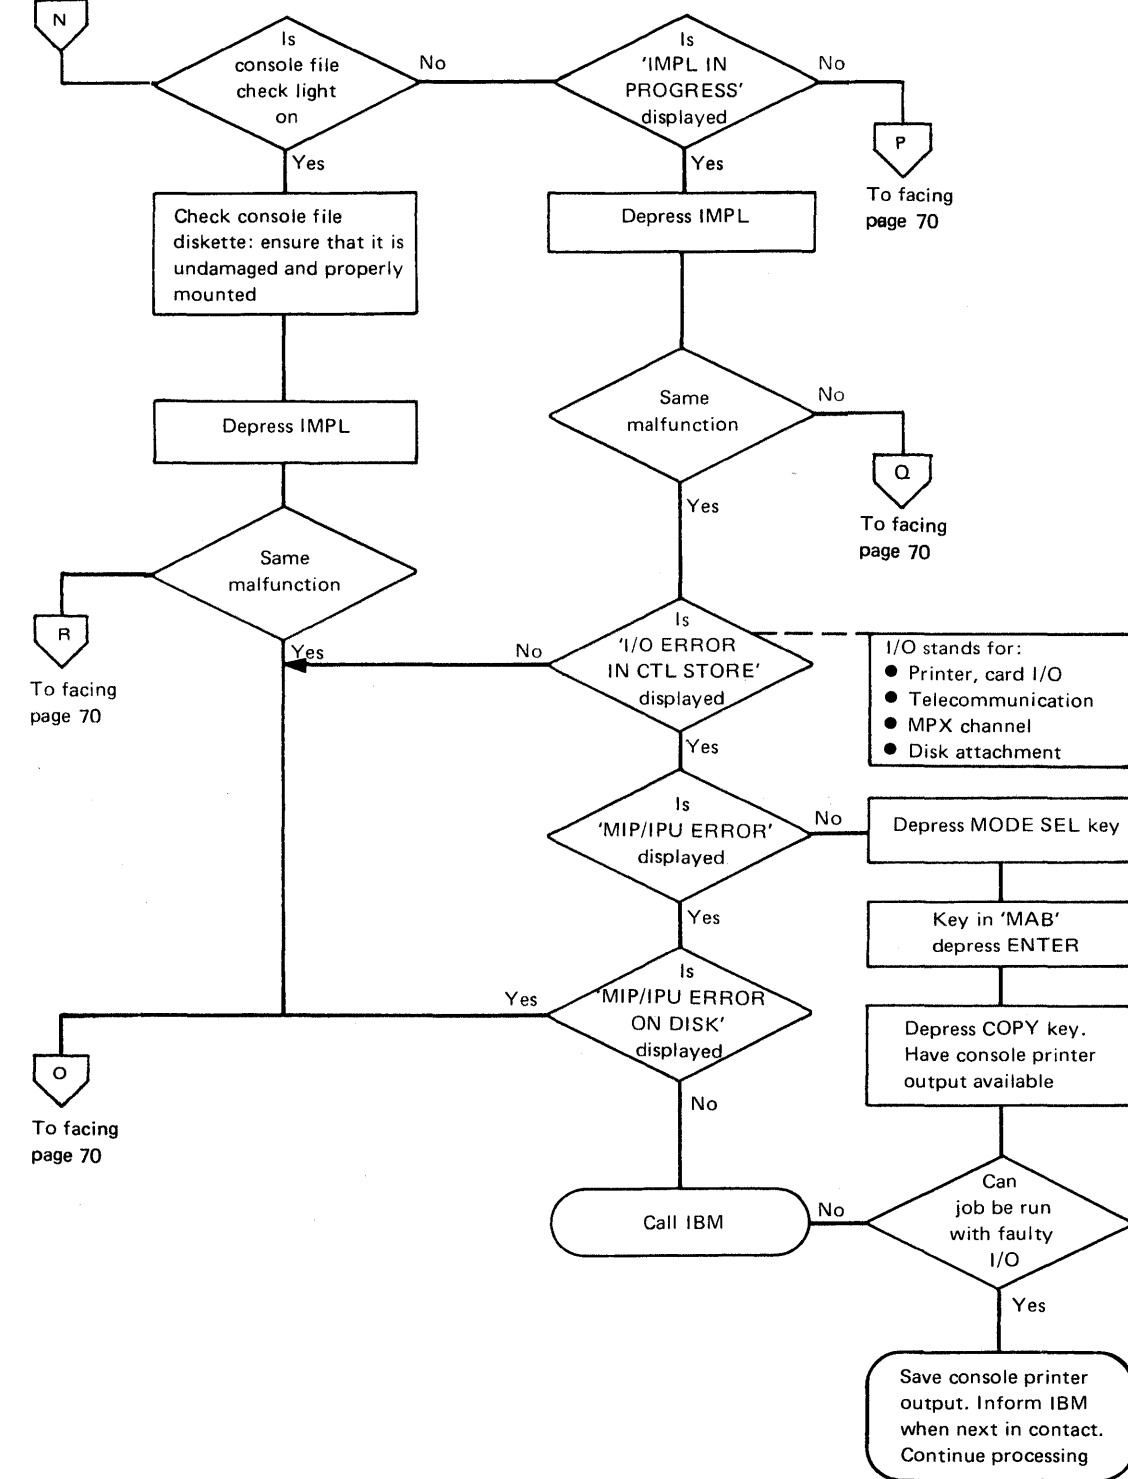 N
Is
console file
check light
on
No
Is
'IMPL IN
PROGRESS'
displayed
No
P
To facing
page 70
Yes
Yes
Check console file
diskette: ensure that it is
undamaged and properly
mounted
Depress IMPL
Depress IMPL
Same
malfunction
No
Q
To facing
page 70
Yes
Same
malfunction
R
To facing
page 70
Yes
No
Is
'I/O ERROR
IN CTL STORE'
displayed
I/O stands for:
● Printer, card I/O
● Telecommunication
● MPX channel
● Disk attachment
Yes
Is
'MIP/IPU ERROR'
displayed
No
Depress MODE SEL key
Yes
Key in 'MAB'
depress ENTER
Is
'MIP/IPU ERROR
ON DISK'
displayed
Yes
Depress COPY key.
Have console printer
output available
O
To facing
page 70
No
Can
job be run
with faulty
I/O
No
Call IBM
Yes
Save console printer
output. Inform IBM
when next in contact.
Continue processing